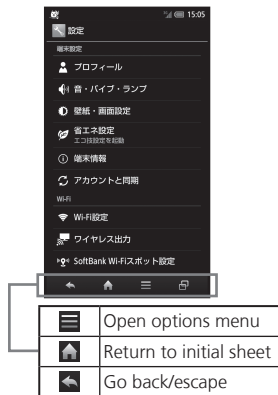 15:05
設定
端末設定
プロフィール
音・バイブ・ランプ
壁紙・画面設定
省エネ設定
エコ技設定を起動
端末情報
アカウントと同期
Wi-Fi
Wi-Fi設定
ワイヤレス出力
SoftBank Wi-Fiスポット設定
Open options menu
Return to initial sheet
Go back/escape